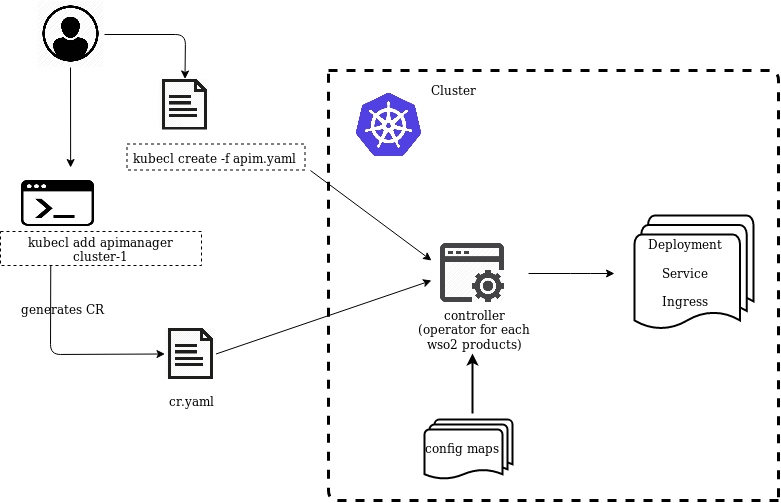 Cluster
kubecl create -f apim.yaml
kubecl add apimanager
cluster-1
generates CR
cr.yaml
controller
(operator for each
wso2 products)
config maps
Deployment
Service
Ingress